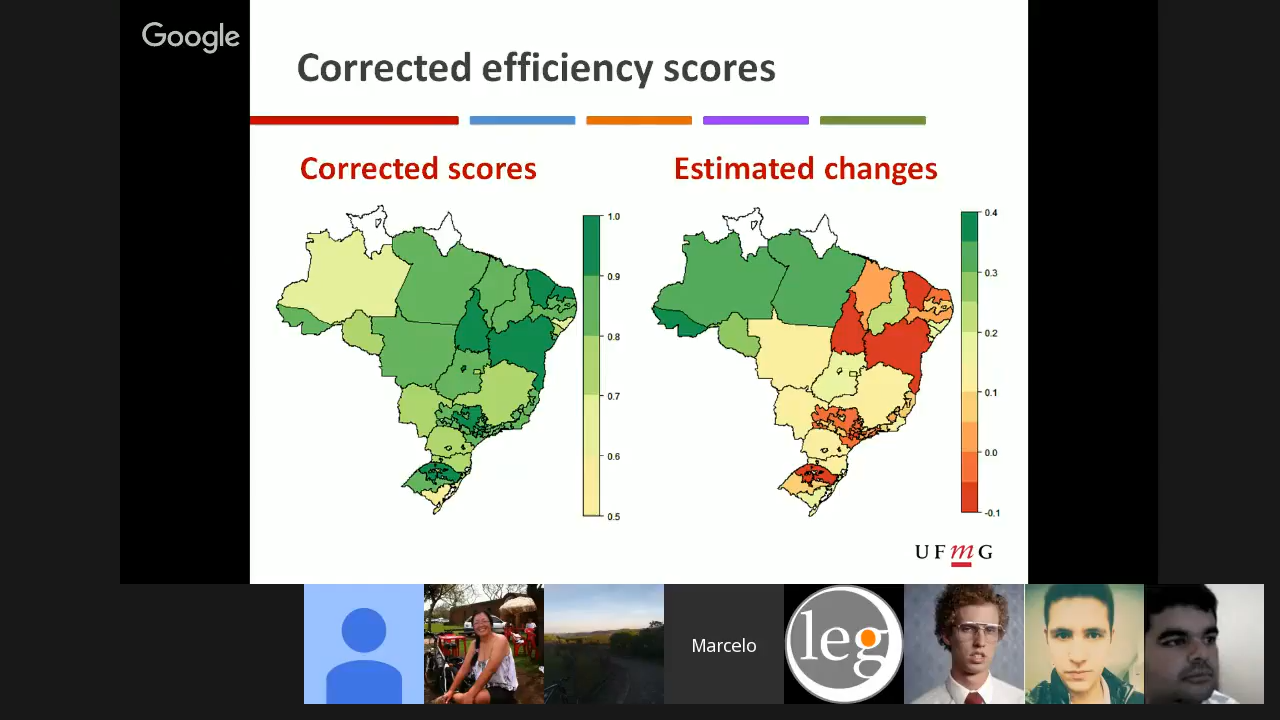 Google
Corrected efficiency scores
Corrected scores
Estimated changes
1.0
0.9
0.8
0.7
0.6
0.5
0.4
0.3
0.2
0.1
0.0
-0.1
UFmG
Marcelo
leg